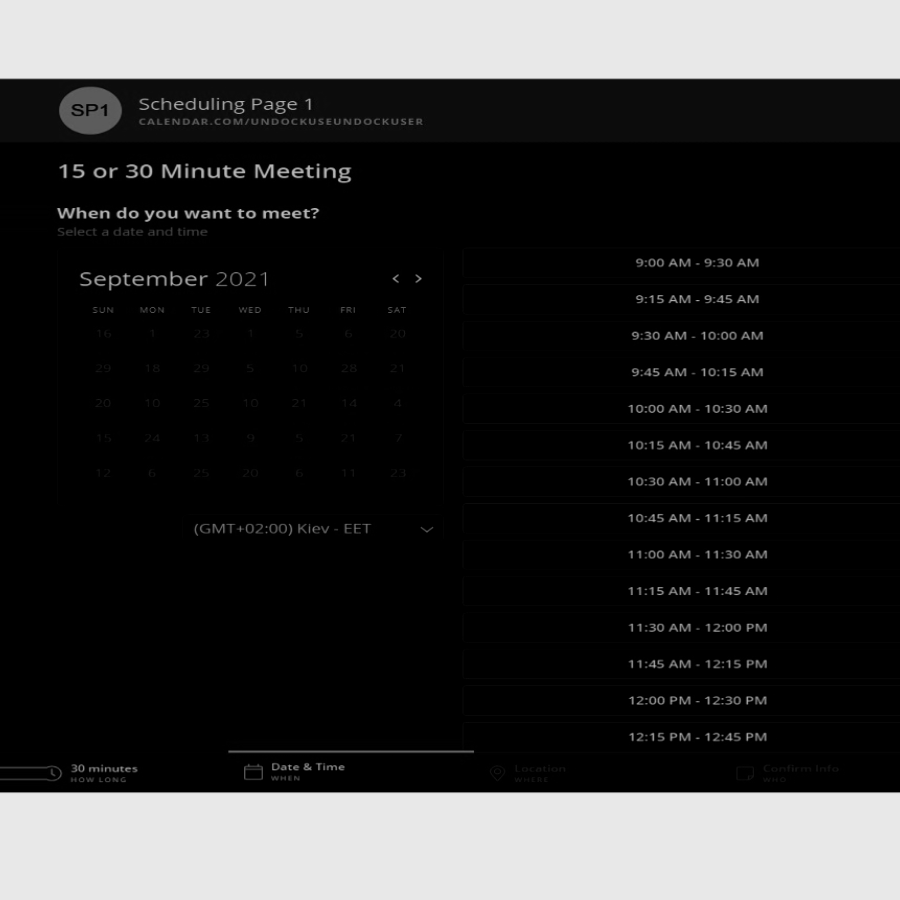 SP1
Scheduling Page 1
CALENDAR.COM/UNDOCKUSEUNDOCKUSER
15 or 30 Minute Meeting
When do you want to meet?
Select a date and time
September 2021 < >
SUN MON TUE WED THU FRI SAT
16 1 23 1 5 6 20
29 18 29 5 10 28 21
20 10 25 10 21 14 4
15 24 13 9 5 21 7
12 6 25 20 6 11 23
(GMT+02:00) Kiev - EET
9:00 AM - 9:30 AM
9:15 AM - 9:45 AM
9:30 AM - 10:00 AM
9:45 AM - 10:15 AM
10:00 AM - 10:30 AM
10:15 AM - 10:45 AM
10:30 AM - 11:00 AM
10:45 AM - 11:15 AM
11:00 AM - 11:30 AM
11:15 AM - 11:45 AM
11:30 AM - 12:00 PM
11:45 AM - 12:15 PM
12:00 PM - 12:30 PM
12:15 PM - 12:45 PM
30 minutes
HOW LONG
Date & Time
WHEN
Location
WHERE
Confirm Info
WHO